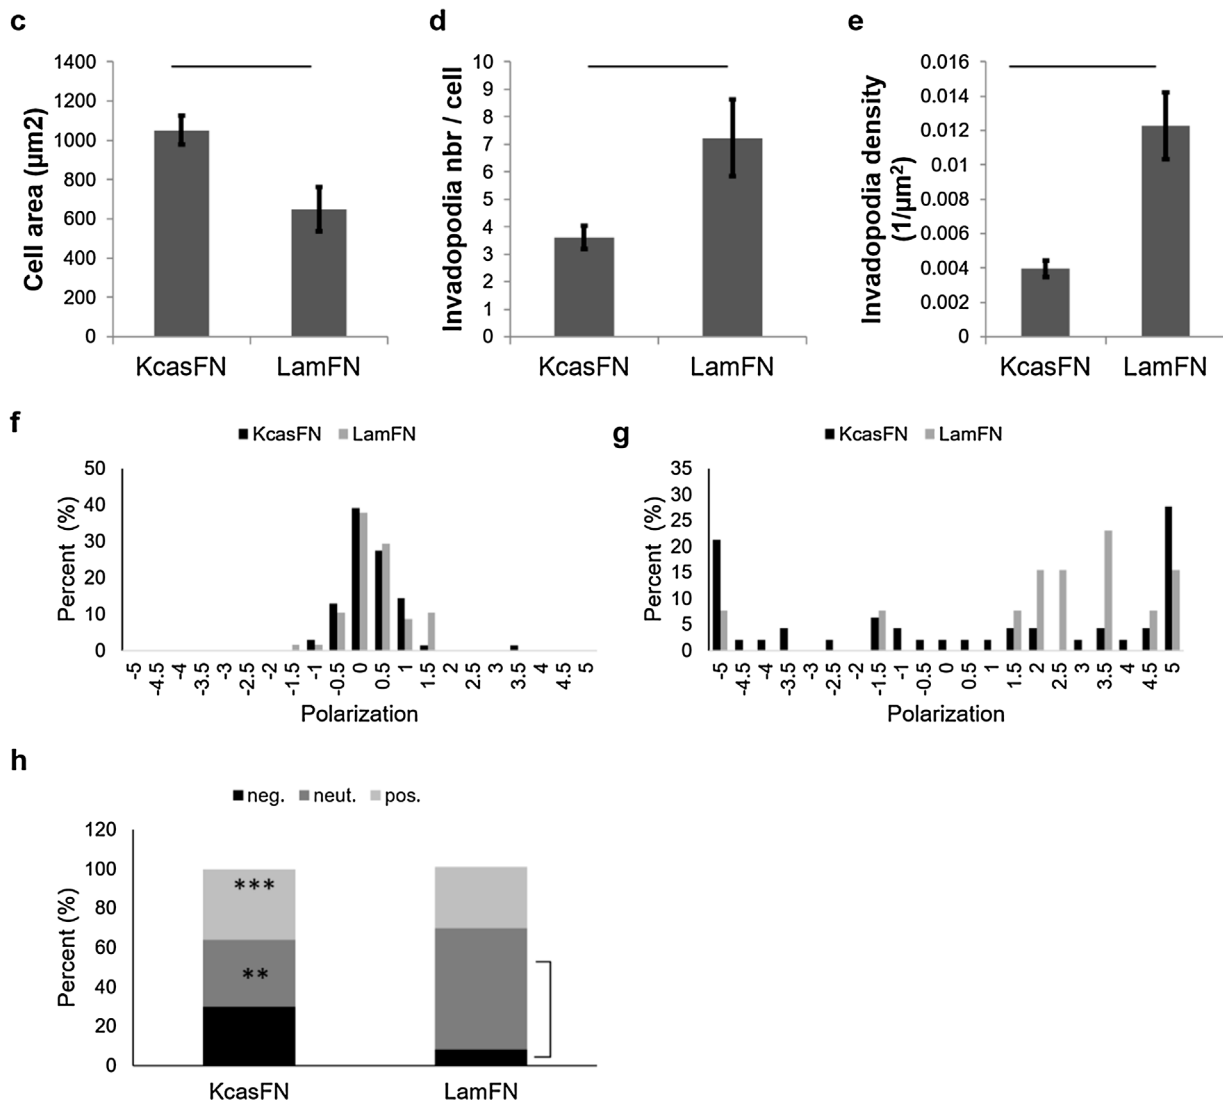 c
Cell area (µm2)
1400
1200
1000
800
600
400
200
0
KcasFN LamFN
d
Invadopodia nbr / cell
10
9
8
7
6
5
4
3
2
1
0
KcasFN LamFN
e
Invadopodia density
(1/µm2)
0.016
0.014
0.012
0.01
0.008
0.006
0.004
0.002
0
KcasFN LamFN
f
KcasFN LamFN
Percent (%)
50
40
30
20
10
0
-5 -4.5 -4 -3.5 -3 -2.5 -2 -1.5 -1 -0.5 0 0.5 1 1.5 2 2.5 3 3.5 4 4.5 5
Polarization
g
KcasFN LamFN
Percent (%)
35
30
25
20
15
10
5
0
-5 -4.5 -4 -3.5 -3 -2.5 -2 -1.5 -1 -0.5 0 0.5 1 1.5 2 2.5 3 3.5 4 4.5 5
Polarization
h
neg. neut. pos.
Percent (%)
120
100
80
60
40
20
0
***
**
KcasFN LamFN